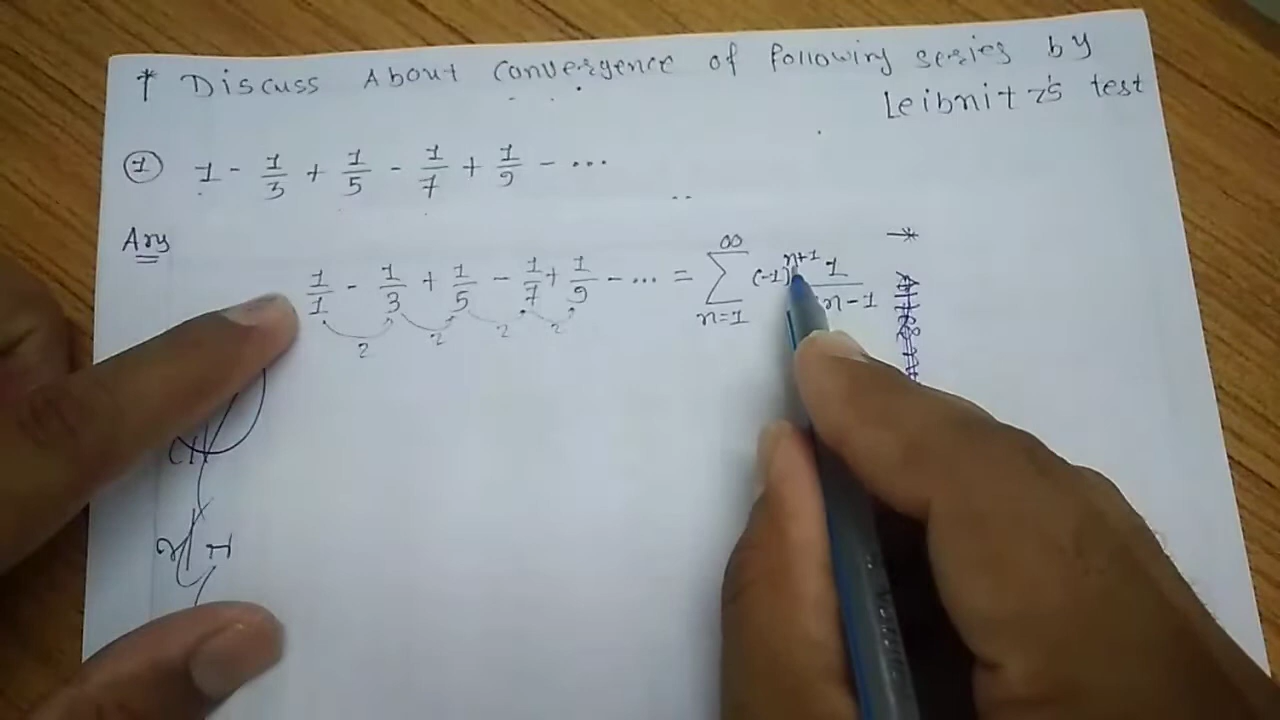 * Discuss About convergence of following series by
Leibnitz's test
① 1 - 1/3 + 1/5 - 1/7 + 1/9 - ...
Ans
1/1 - 1/3 + 1/5 - 1/7 + 1/9 - ... = ∑ n=1 ∞ (-1)^n+1 1/n-1
2 2 2 2